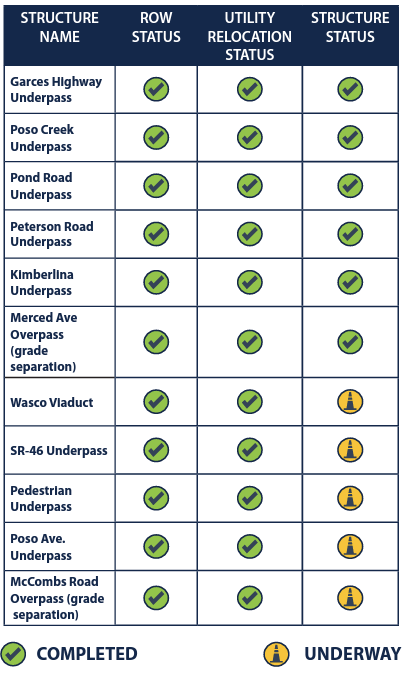 STRUCTURE
NAME
ROW
STATUS
UTILITY
RELOCATION
STATUS
STRUCTURE
STATUS
Garces Highway
Underpass
Poso Creek
Underpass
Pond Road
Underpass
Peterson Road
Underpass
Kimberlina
Underpass
Merced Ave
Overpass
(grade
separation)
Wasco Viaduct
SR-46 Underpass
Pedestrian
Underpass
Poso Ave.
Underpass
McCombs Road
Overpass (grade
separation)
COMPLETED
UNDERWAY